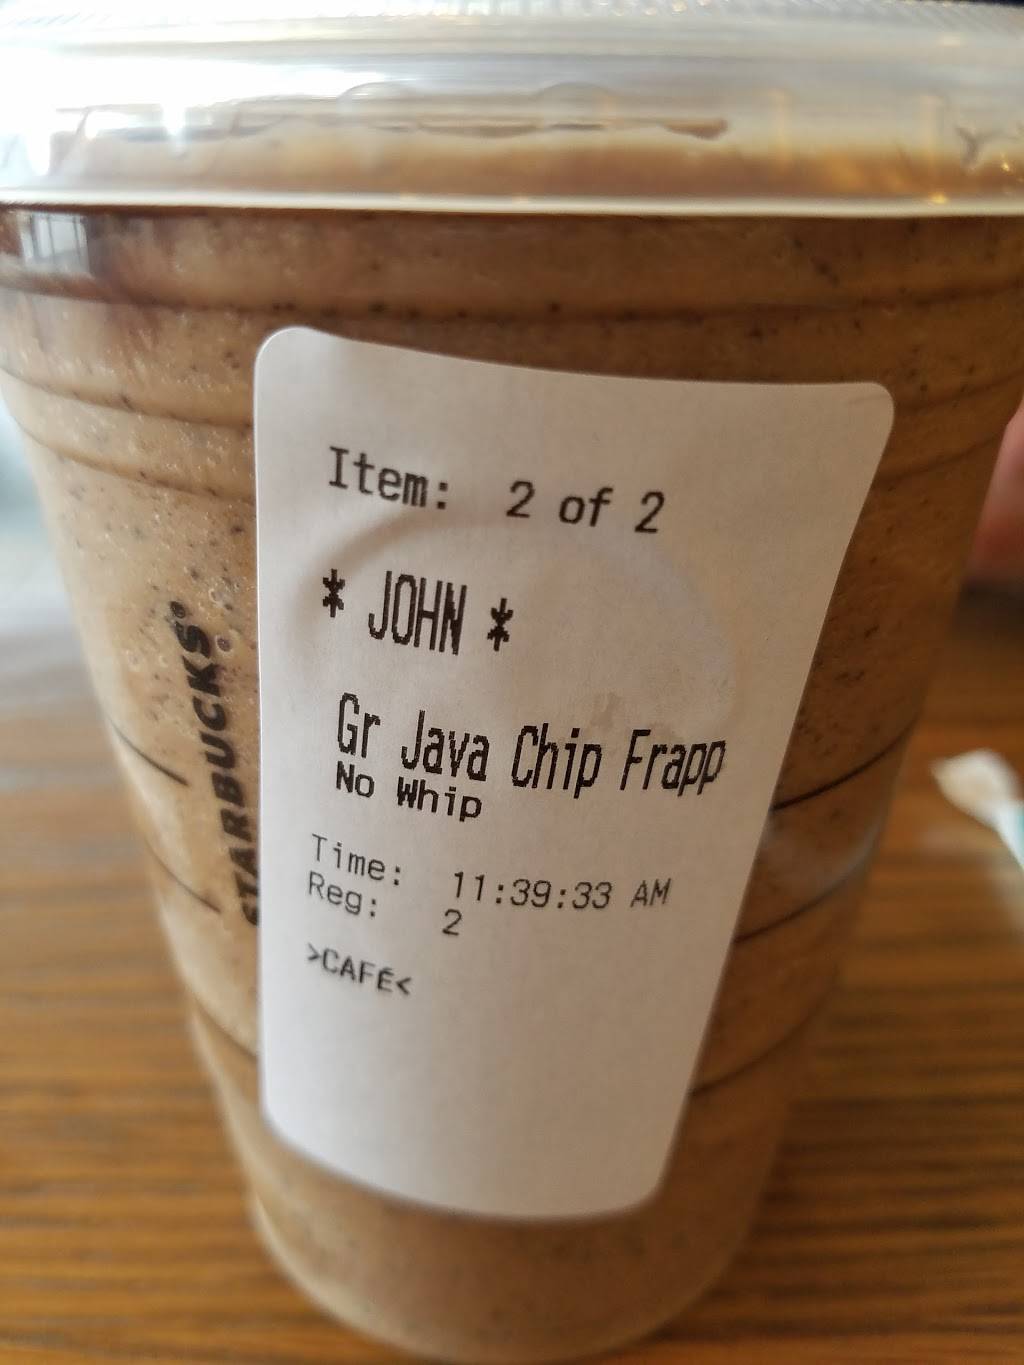 Item: 2 of 2
* JOHN *
Gr Java Chip Frapp
No Whip
Time: 11:39:33 AM
Reg: 2
>CAFÉ<
STARBUCKS®